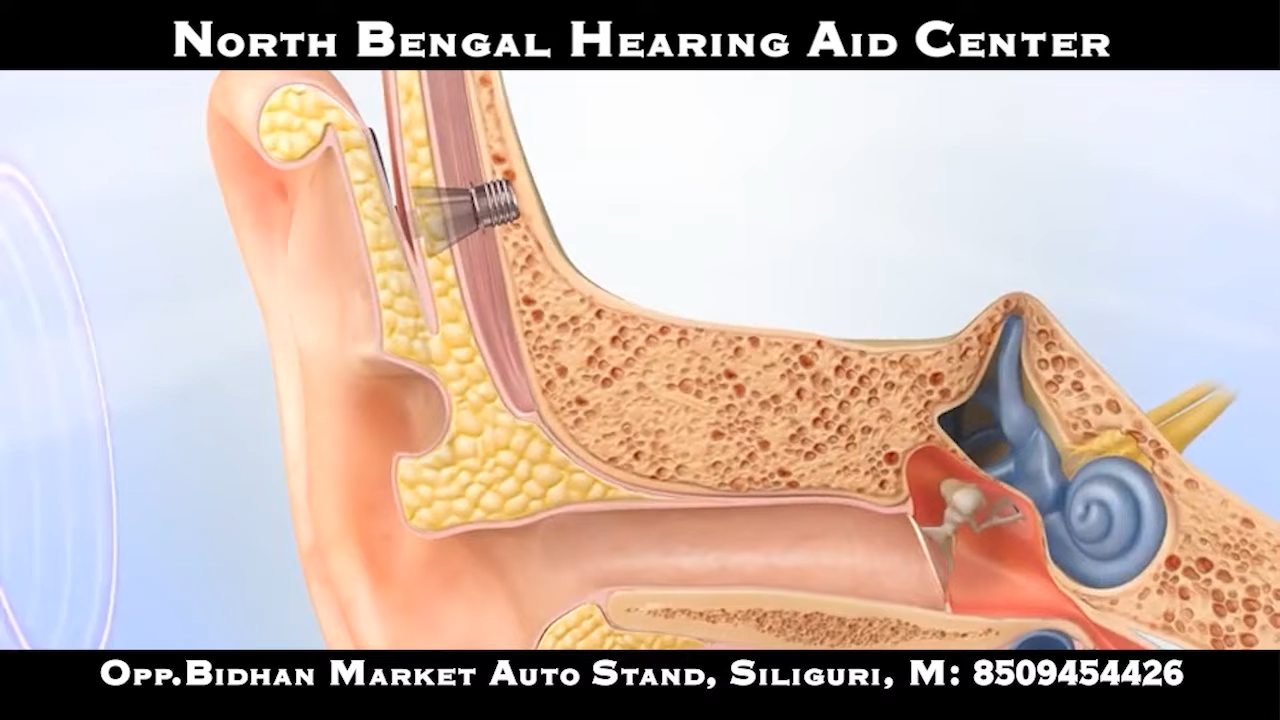 North Bengal Hearing Aid Center
Opp.Bidhan Market Auto Stand, Siliguri, M: 8509454426